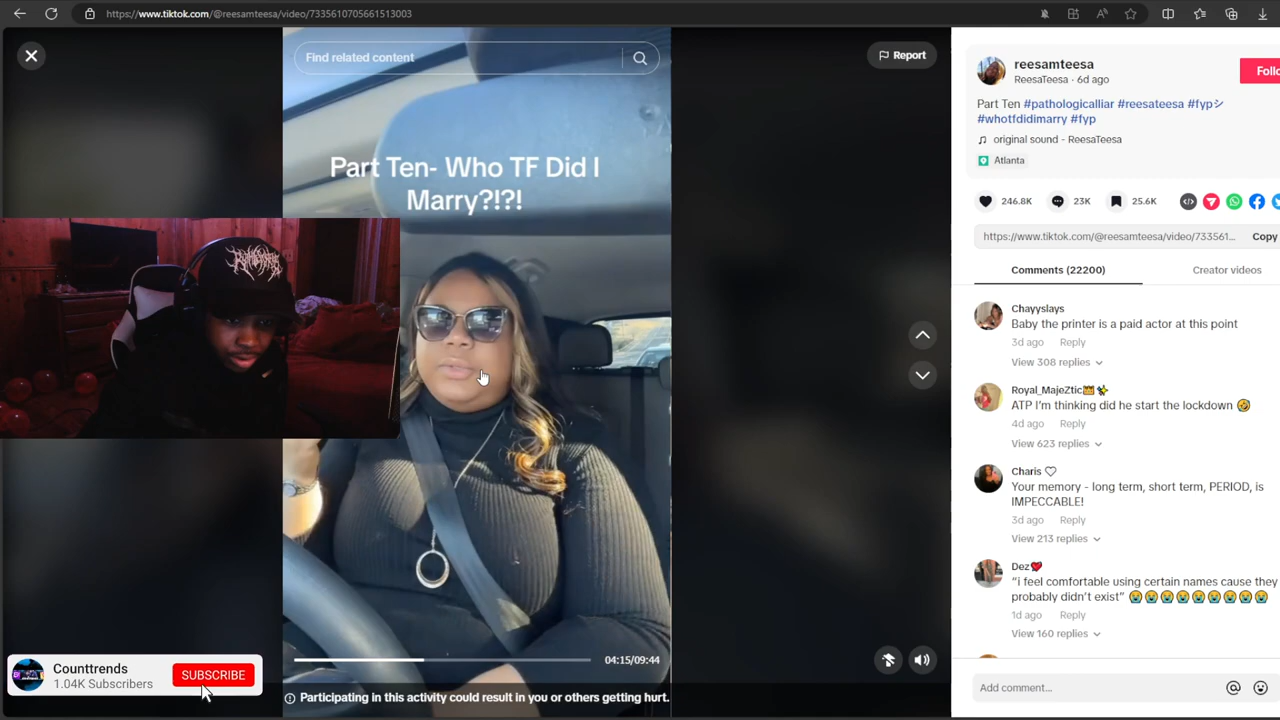 https://www.tiktok.com/@reesamteesa/video/7335610705661513003
Find related content
Report
Part Ten- Who TF Did I
Marry?!?!
Counttrends
1.04K Subscribers
SUBSCRIBE
04:15/09:44
Participating in this activity could result in you or others getting hurt.
reesamteesa
ReesaTeesa · 6d ago
Follo
Part Ten #pathologicalliar #reesateesa #fypシ
#whotfdidimarry #fyp
original sound - ReesaTeesa
Atlanta
246.8K
23K
25.6K
https://www.tiktok.com/@reesamteesa/video/733561...
Copy
Comments (22200)
Creator videos
Chayyslays
Baby the printer is a paid actor at this point
3d ago Reply
View 308 replies
Royal_MajeZtic👑✨
ATP I'm thinking did he start the lockdown 🤣
4d ago Reply
View 623 replies
Charis ♡
Your memory - long term, short term, PERIOD, is
IMPECCABLE!
3d ago Reply
View 213 replies
Dez❤️
“i feel comfortable using certain names cause they
probably didn't exist” 😭😭😭😭😭😭😭😭😭
1d ago Reply
View 160 replies
Add comment...